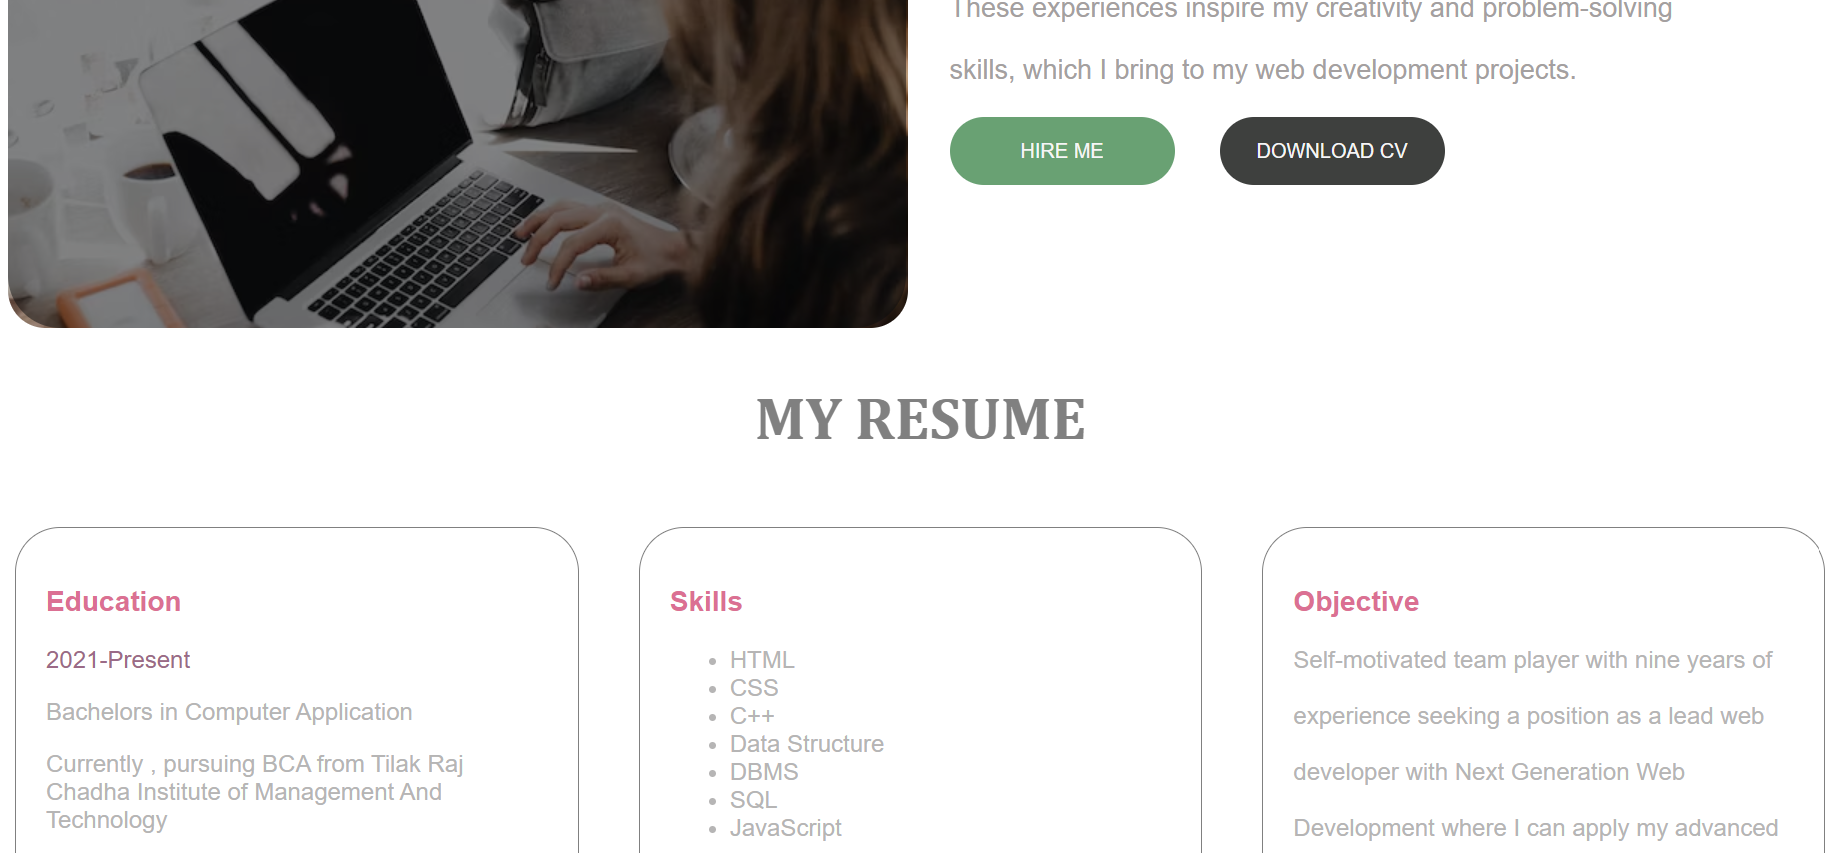 These experiences inspire my creativity and problem-solving
skills, which I bring to my web development projects.
HIRE ME
DOWNLOAD CV
MY RESUME
Education
2021-Present
Bachelors in Computer Application
Currently , pursuing BCA from Tilak Raj
Chadha Institute of Management And
Technology
Skills
HTML
CSS
C++
Data Structure
DBMS
SQL
JavaScript
Objective
Self-motivated team player with nine years of
experience seeking a position as a lead web
developer with Next Generation Web
Development where I can apply my advanced